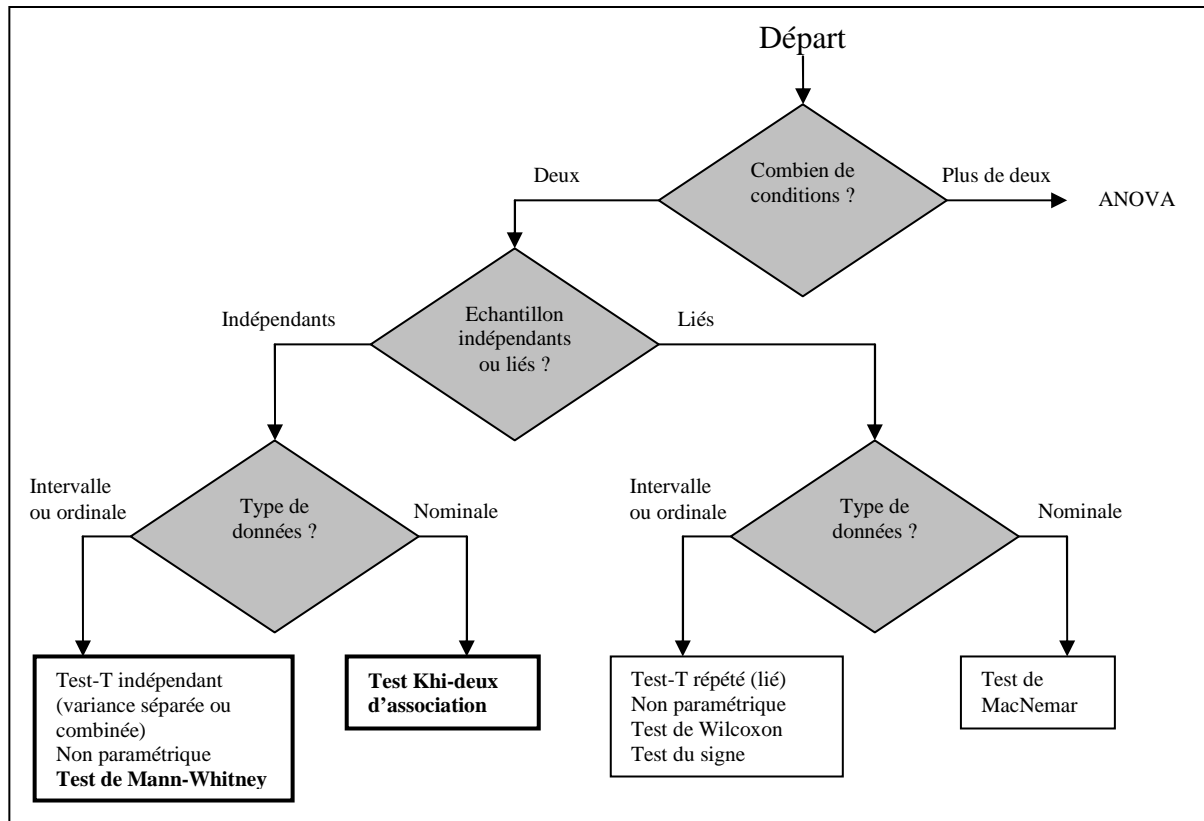 Départ
Combien de
conditions ?
Deux
Plus de deux
ANOVA
Echantillon
indépendants
ou liés ?
Indépendants
Liés
Intervalle
ou ordinale
Type de
données ?
Nominale
Intervalle
ou ordinale
Type de
données ?
Nominale
Test-T indépendant
(variance séparée ou
combinée)
Non paramétrique
Test de Mann-Whitney
Test Khi-deux
d’association
Test-T répété (lié)
Non paramétrique
Test de Wilcoxon
Test du signe
Test de
MacNemar